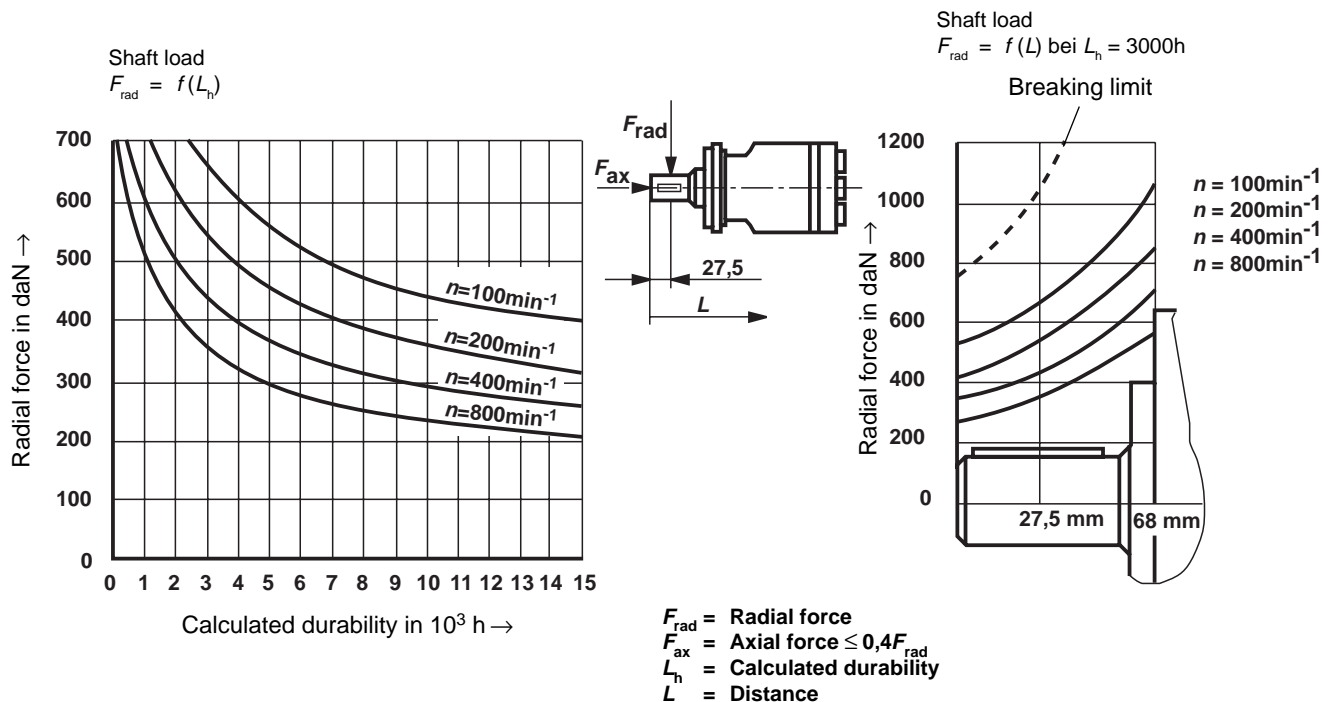 Shaft load
F_rad = f(L_h)
Radial force in daN →
700
600
500
400
300
200
100
0
n=100min⁻¹
n=200min⁻¹
n=400min⁻¹
n=800min⁻¹
0 1 2 3 4 5 6 7 8 9 10 11 12 13 14 15
Calculated durability in 10³ h →
F_rad
F_ax
27,5
L
Shaft load
F_rad = f(L) bei L_h = 3000h
Breaking limit
Radial force in daN →
1200
1000
800
600
400
200
0
n = 100min⁻¹
n = 200min⁻¹
n = 400min⁻¹
n = 800min⁻¹
27,5 mm
68 mm
F_rad = Radial force
F_ax = Axial force ≤ 0,4F_rad
L_h = Calculated durability
L = Distance